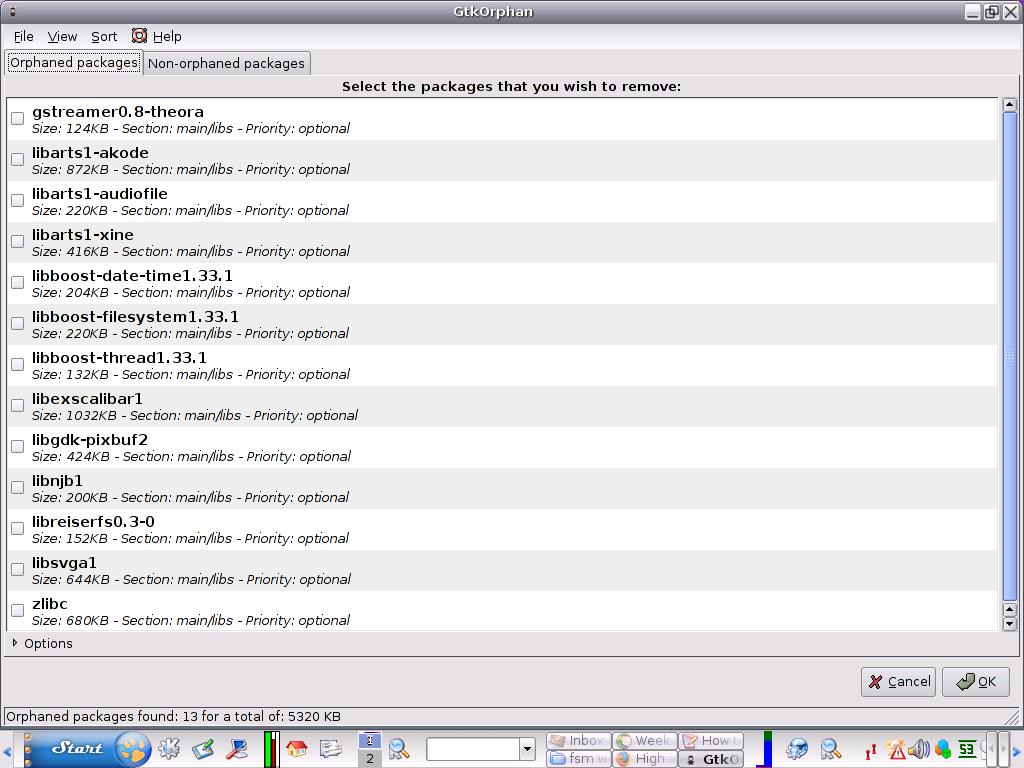 GtkOrphan
File View Sort Help
Orphaned packages Non-orphaned packages
Select the packages that you wish to remove:
gstreamer0.8-theora
Size: 124KB - Section: main/libs - Priority: optional
libarts1-akode
Size: 872KB - Section: main/libs - Priority: optional
libarts1-audiofile
Size: 220KB - Section: main/libs - Priority: optional
libarts1-xine
Size: 416KB - Section: main/libs - Priority: optional
libboost-date-time1.33.1
Size: 204KB - Section: main/libs - Priority: optional
libboost-filesystem1.33.1
Size: 220KB - Section: main/libs - Priority: optional
libboost-thread1.33.1
Size: 132KB - Section: main/libs - Priority: optional
libexscalibar1
Size: 1032KB - Section: main/libs - Priority: optional
libgdk-pixbuf2
Size: 424KB - Section: main/libs - Priority: optional
libnjb1
Size: 200KB - Section: main/libs - Priority: optional
libreiserfs0.3-0
Size: 152KB - Section: main/libs - Priority: optional
libsvga1
Size: 644KB - Section: main/libs - Priority: optional
zlibc
Size: 680KB - Section: main/libs - Priority: optional
Options
Cancel OK
Orphaned packages found: 13 for a total of: 5320 KB
Start 1 Inbox Week How t 53
2 fsm w High GtkO